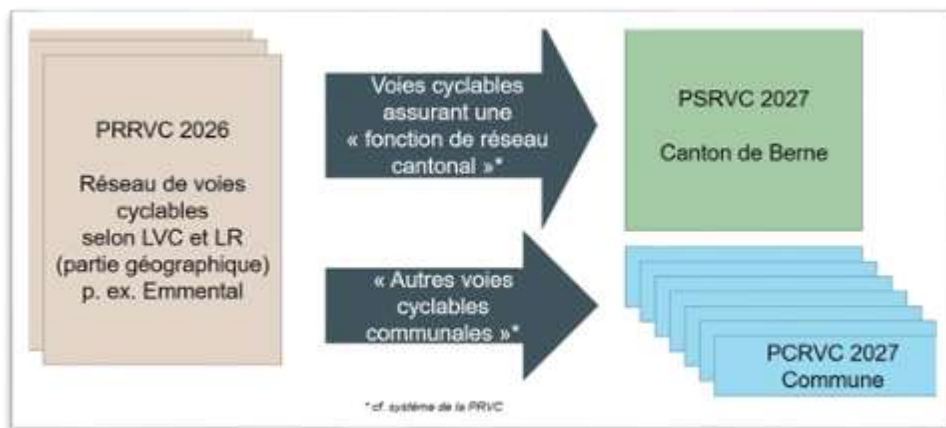 PRRVC 2026
Réseau de voies
cyclables
selon LVC et LR
(partie géographique)
p. ex. Emmental
Voies cyclables
assurant une
« fonction de réseau
cantonal »*
PSRVC 2027
Canton de Berne
« Autres voies
cyclables
communales »*
PCRVC 2027
Commune
* cf. système de la PRVC